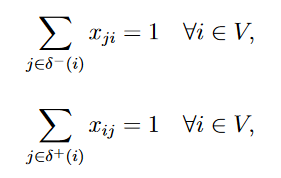 ∑_{j∈δ⁻(i)} x_{ji} = 1 ∀i ∈ V,
∑_{j∈δ⁺(i)} x_{ij} = 1 ∀i ∈ V,